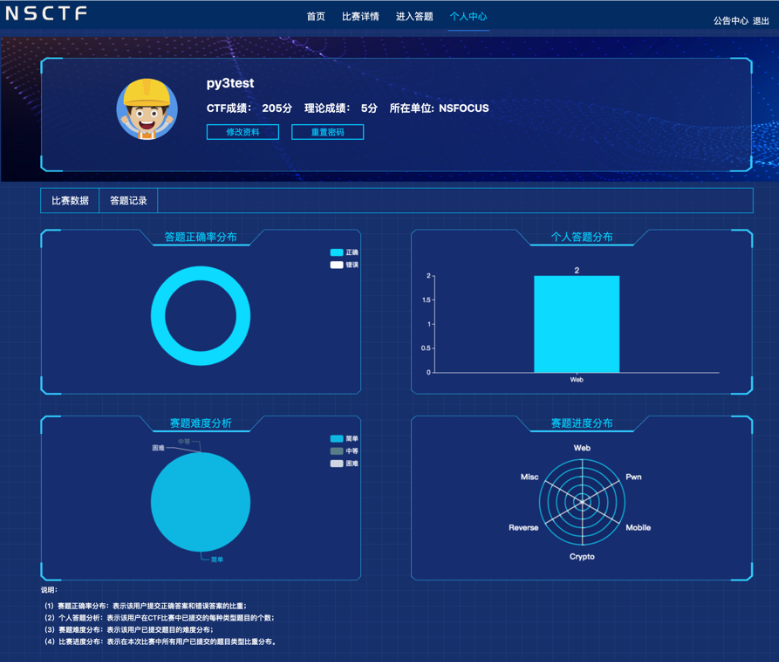 NSCTF
首页 比赛详情 进入答题 个人中心
公告中心 退出
py3test
CTF成绩： 205分 理论成绩： 5分 所在单位: NSFOCUS
修改资料 重置密码
比赛数据 答题记录
答题正确率分布
正确
错误
个人答题分布
2
2
1.5
1
0.5
0
Web
赛题难度分析
简单
中等
困难
中等
困难
简单
赛题进度分布
Web
Misc
Pwn
Reverse
Mobile
Crypto
说明：
（1）赛题正确率分布：表示该用户提交正确答案和错误答案的比重；
（2）个人答题分析：表示该用户在CTF比赛中已提交的每种类型题目的个数；
（3）赛题难度分布：表示该用户已提交题目的难度分布；
（4）比赛进度分布：表示在本次比赛中所有用户已提交的题目类型比重分布。